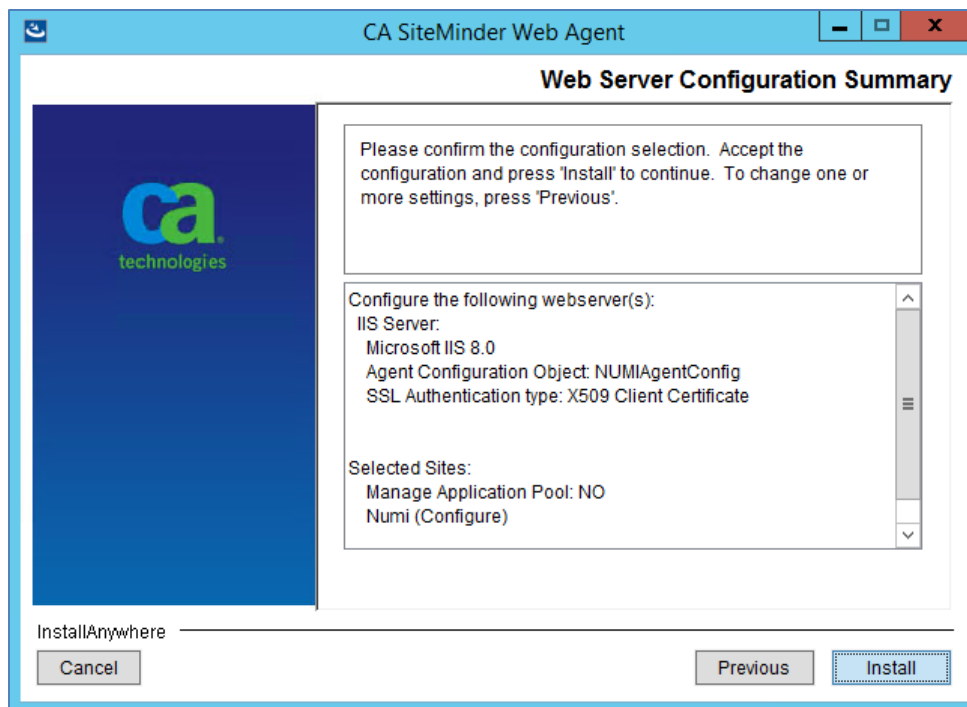 CA SiteMinder Web Agent
Web Server Configuration Summary
ca
technologies
Please confirm the configuration selection. Accept the
configuration and press 'Install' to continue. To change one or
more settings, press 'Previous'.
Configure the following webserver(s):
IIS Server:
Microsoft IIS 8.0
Agent Configuration Object: NUMIAgentConfig
SSL Authentication type: X509 Client Certificate
Selected Sites:
Manage Application Pool: NO
Numi (Configure)
InstallAnywhere
Cancel
Previous
Install